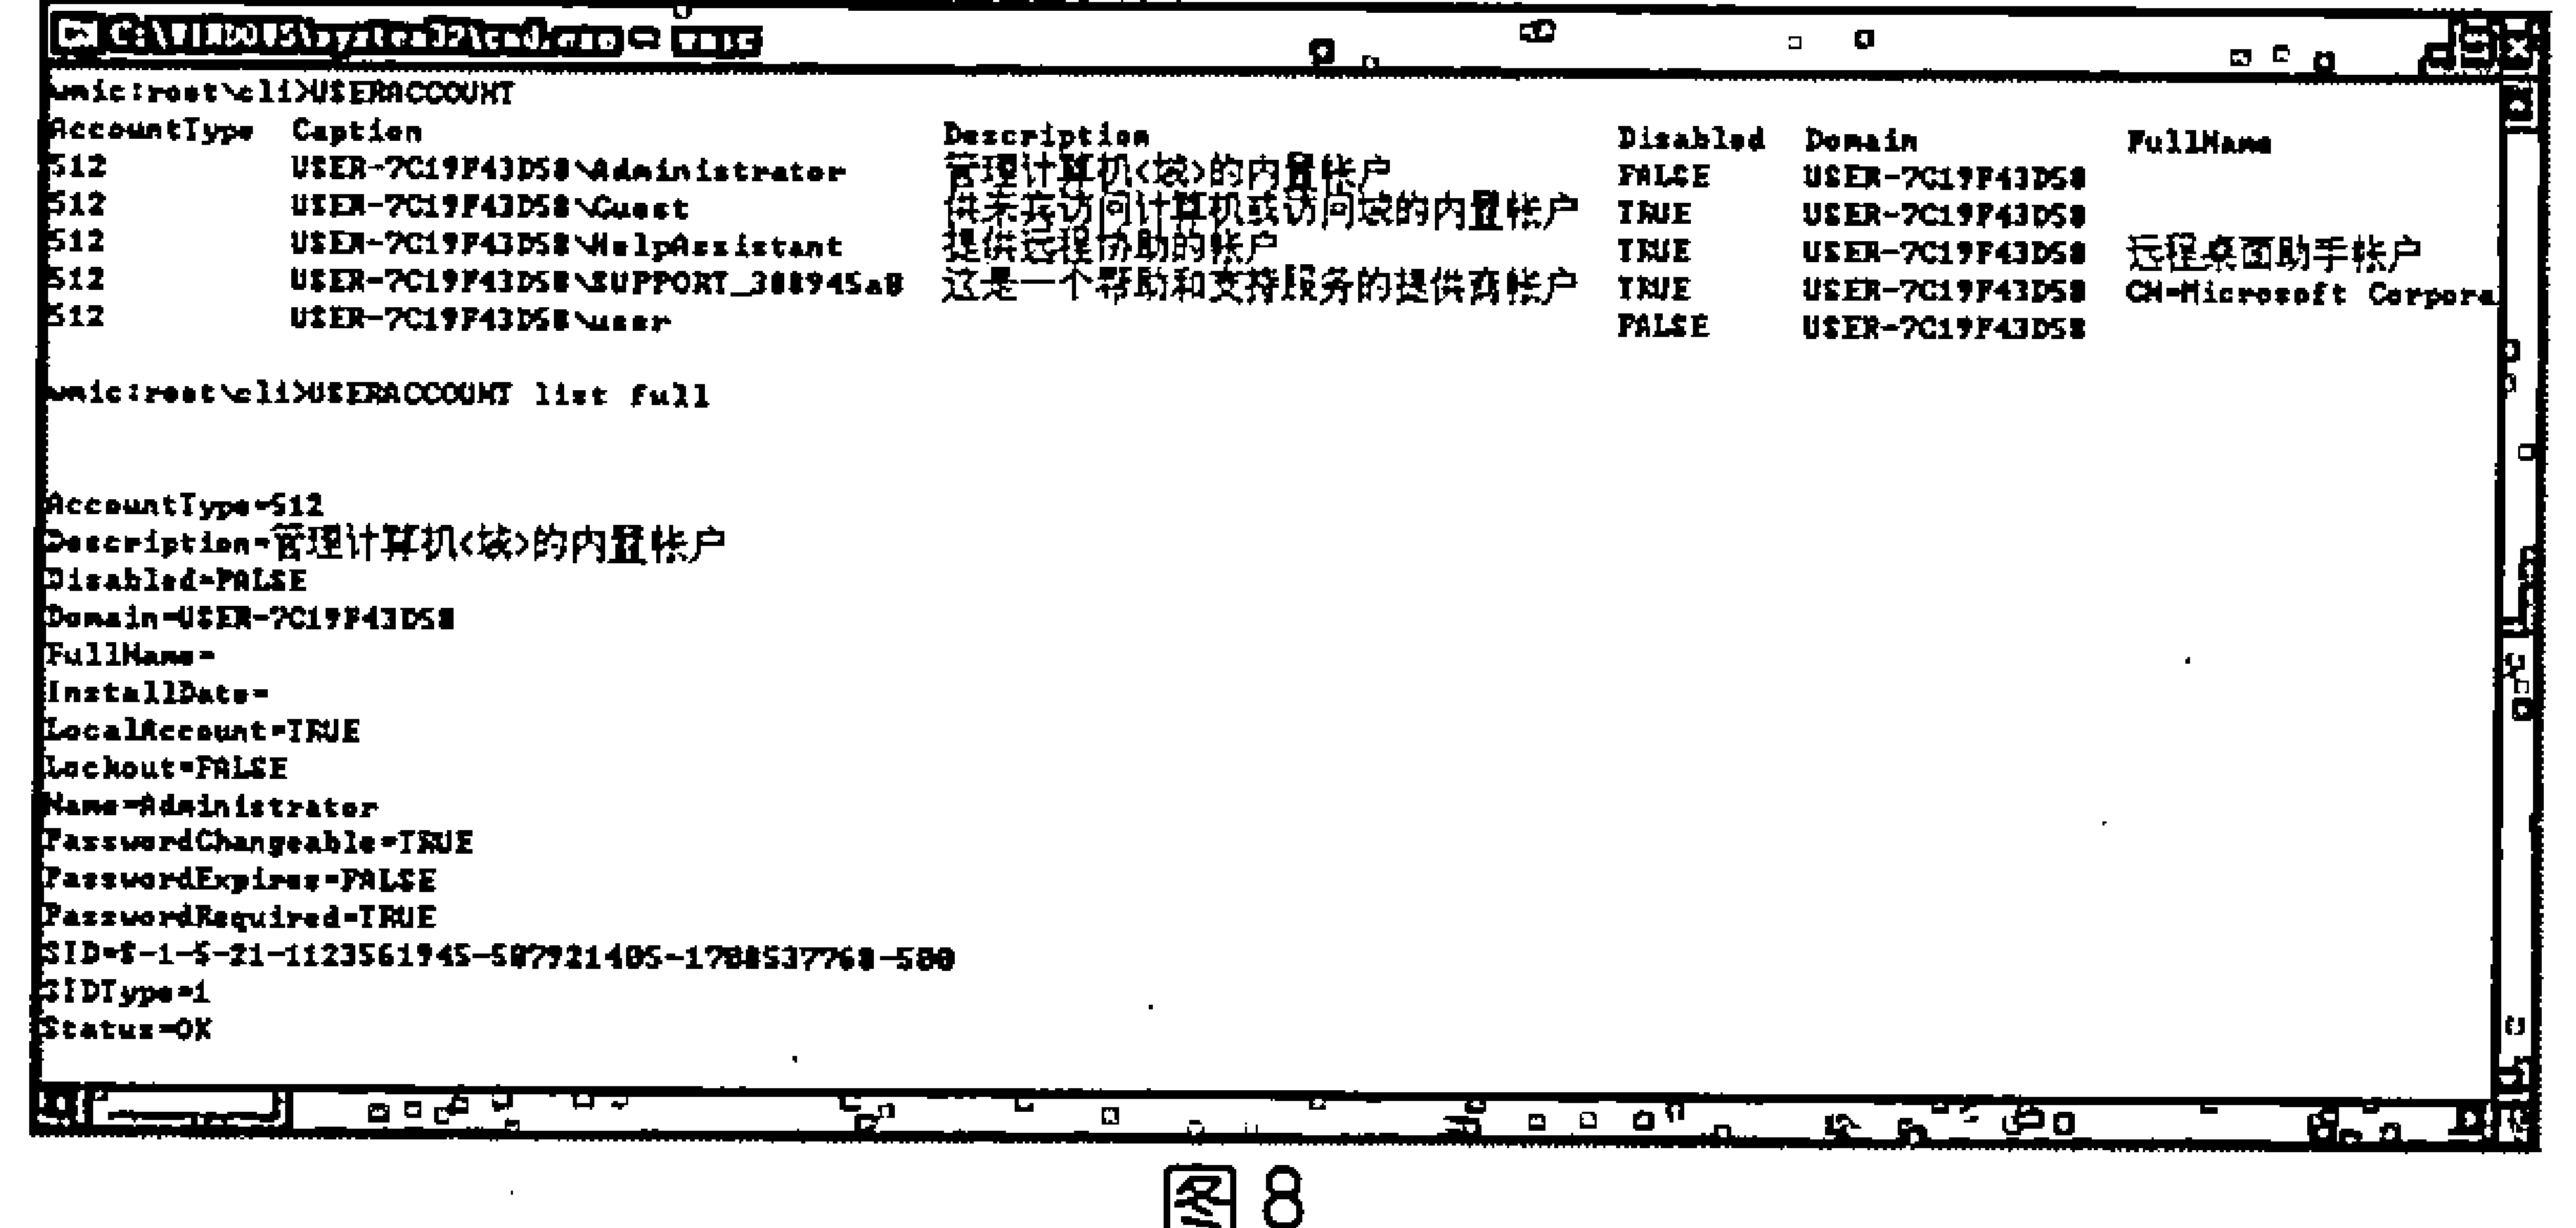 C:\WINDOWS\system32\cmd.exe - wmic
wmic:root\cli>USERACCOUNT
AccountType Caption Description Disabled Domain FullName
512 USER-7C19F43D58\Administrator 管理计算机(域)的内置帐户 FALSE USER-7C19F43D58
512 USER-7C19F43D58\Guest 供来宾访问计算机或访问域的内置帐户 TRUE USER-7C19F43D58
512 USER-7C19F43D58\HelpAssistant 提供远程协助的帐户 TRUE USER-7C19F43D58 远程桌面助手帐户
512 USER-7C19F43D58\SUPPORT_388945a0 这是一个帮助和支持服务的提供商帐户 TRUE USER-7C19F43D58 CN=Microsoft Corpora
512 USER-7C19F43D58\user FALSE USER-7C19F43D58
wmic:root\cli>USERACCOUNT list full
AccountType=512
Description=管理计算机(域)的内置帐户
Disabled=FALSE
Domain=USER-7C19F43D58
FullName=
InstallDate=
LocalAccount=TRUE
Lockout=FALSE
Name=Administrator
PasswordChangeable=TRUE
PasswordExpires=FALSE
PasswordRequired=TRUE
SIDType=1
Status=OK
图 8